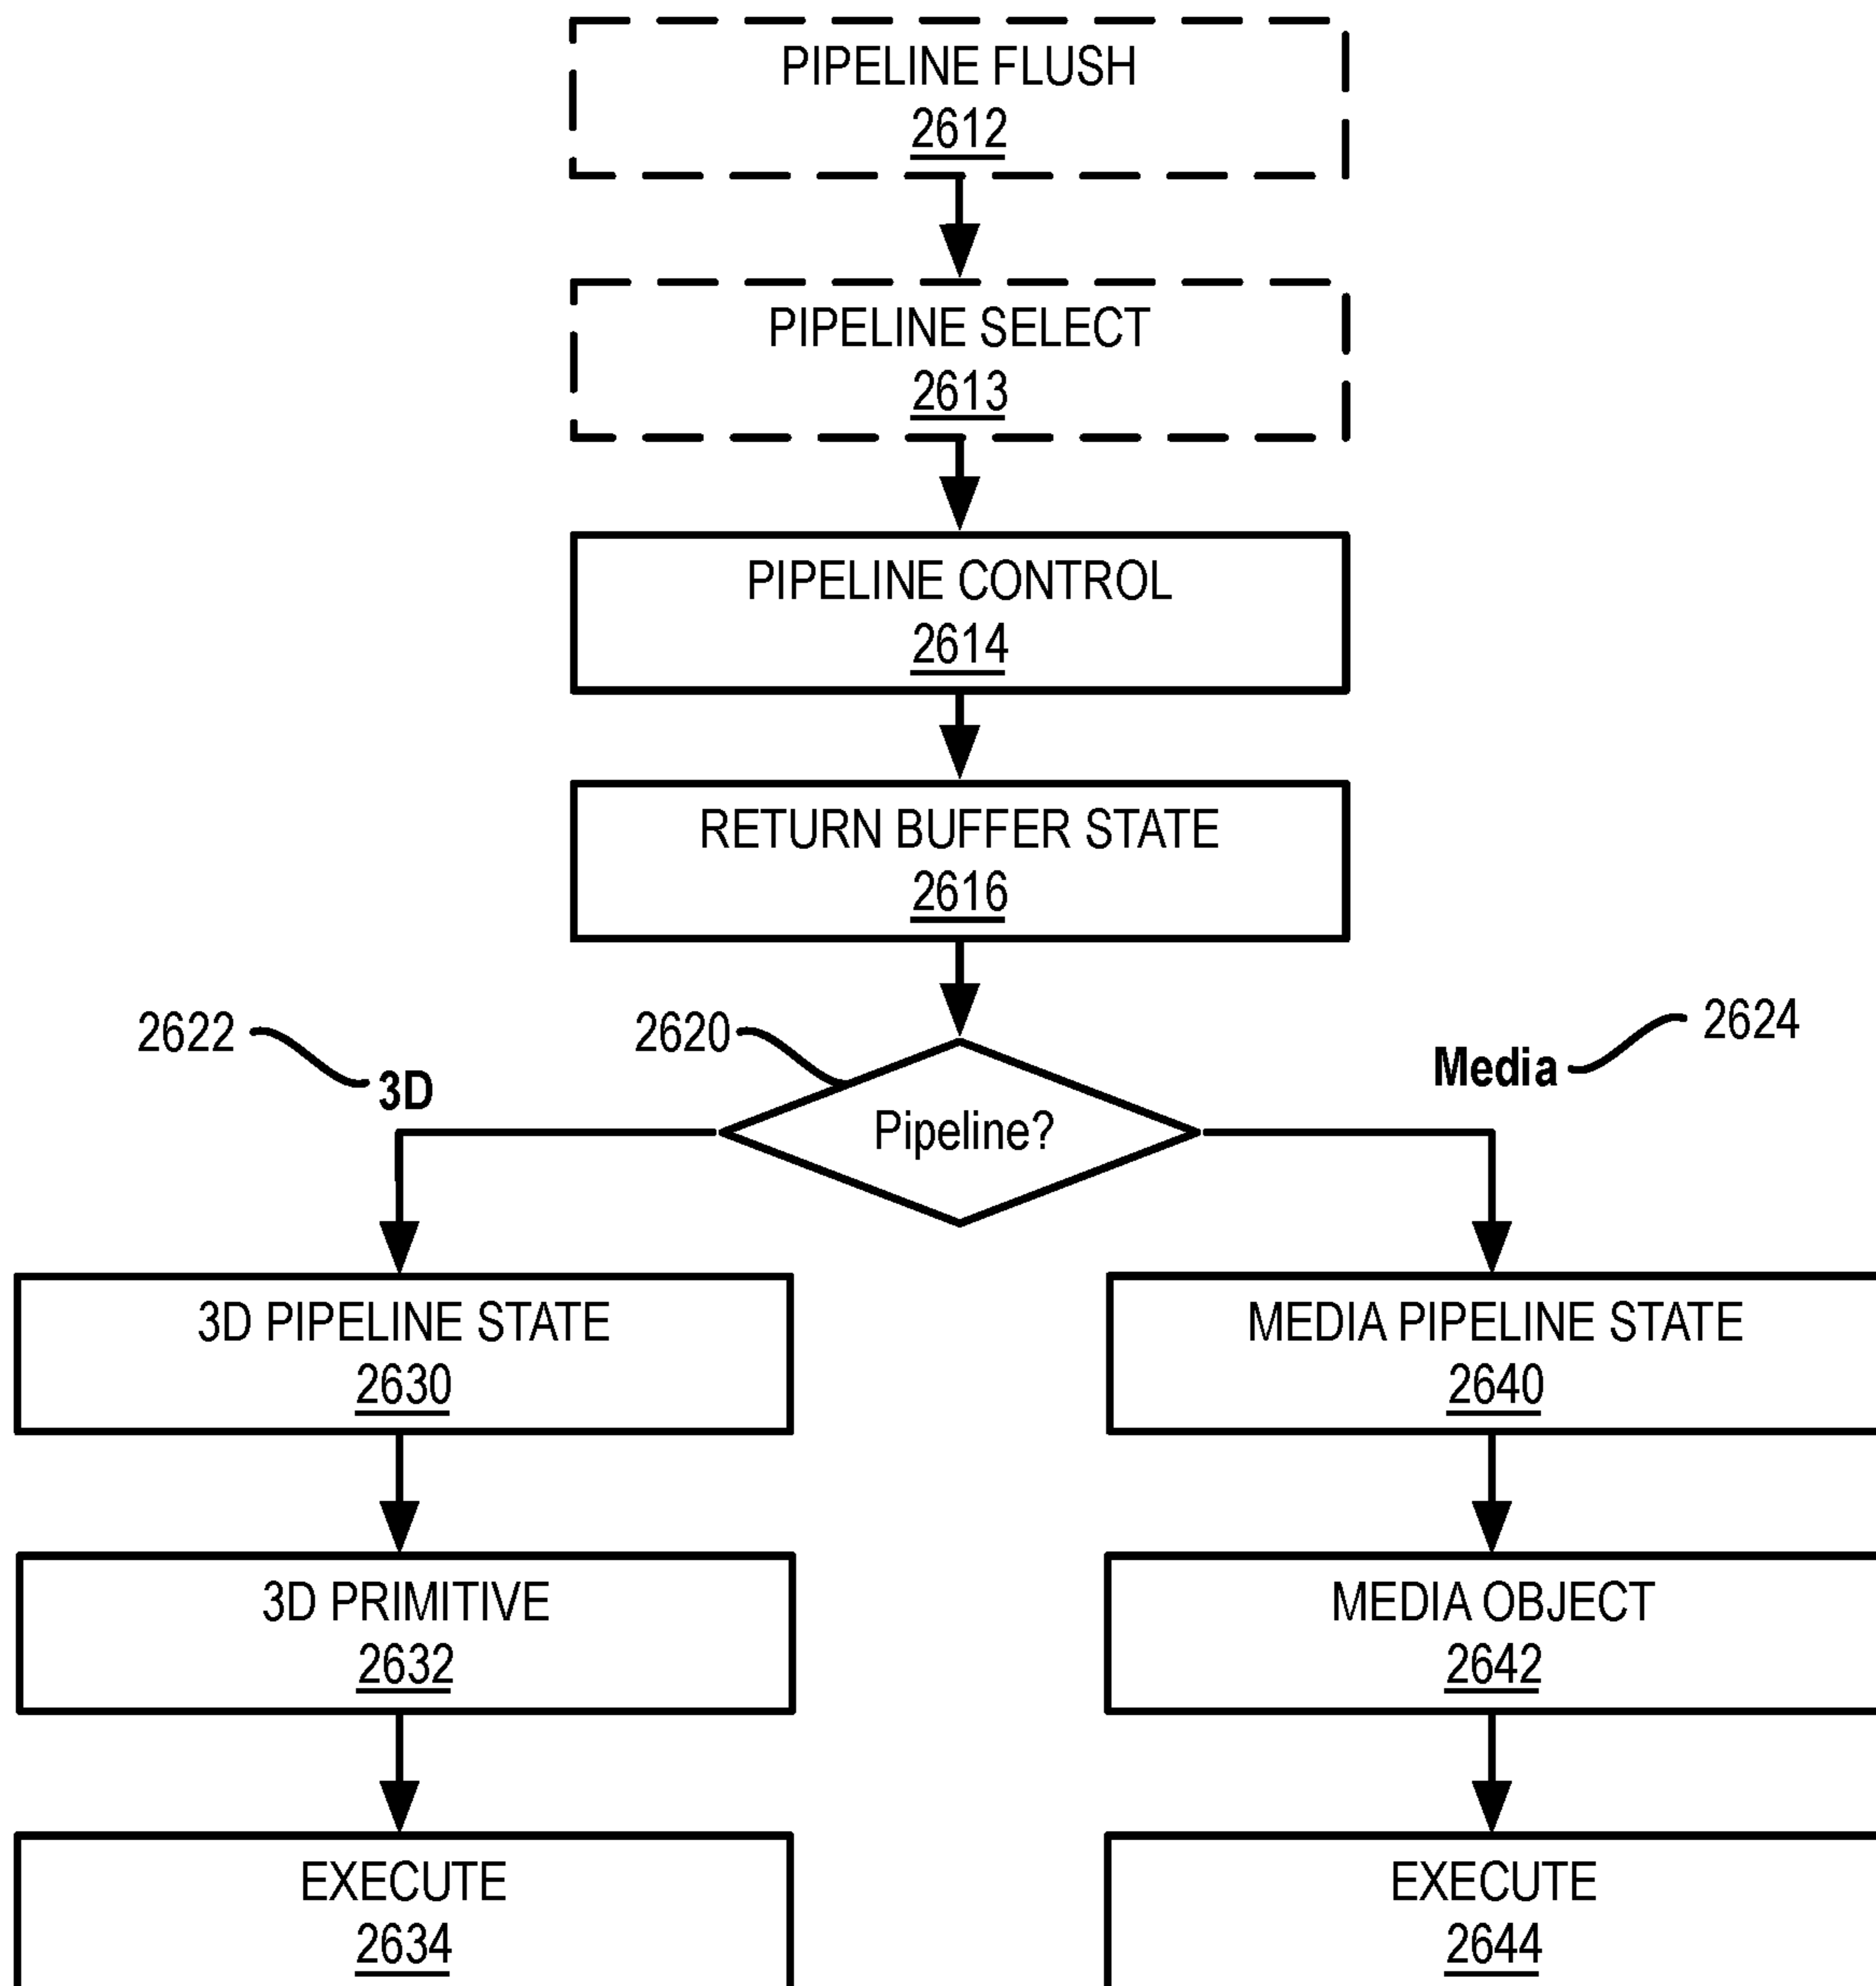 PIPELINE FLUSH
2612
PIPELINE SELECT
2613
PIPELINE CONTROL
2614
RETURN BUFFER STATE
2616
2622
3D
2620
Pipeline?
Media
2624
3D PIPELINE STATE
2630
MEDIA PIPELINE STATE
2640
3D PRIMITIVE
2632
MEDIA OBJECT
2642
EXECUTE
2634
EXECUTE
2644